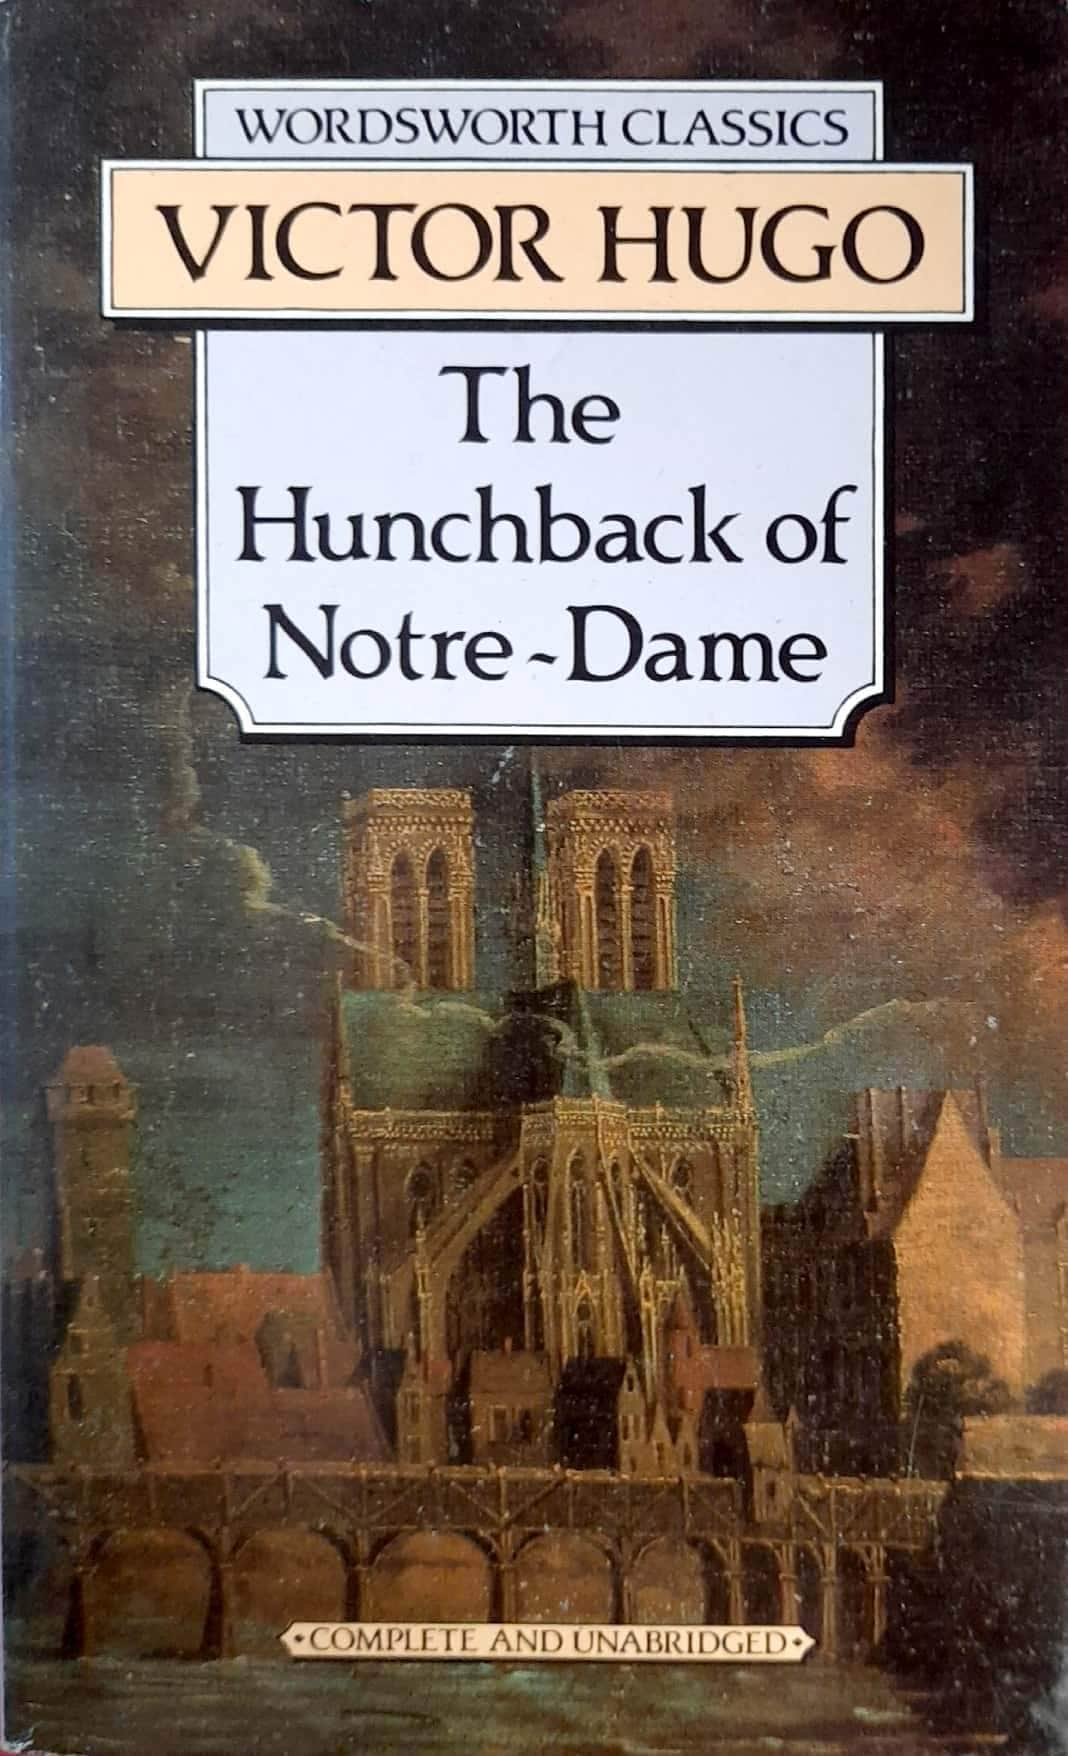 WORDSWORTH CLASSICS
VICTOR HUGO
The
Hunchback of
Notre-Dame
•COMPLETE AND UNABRIDGED•